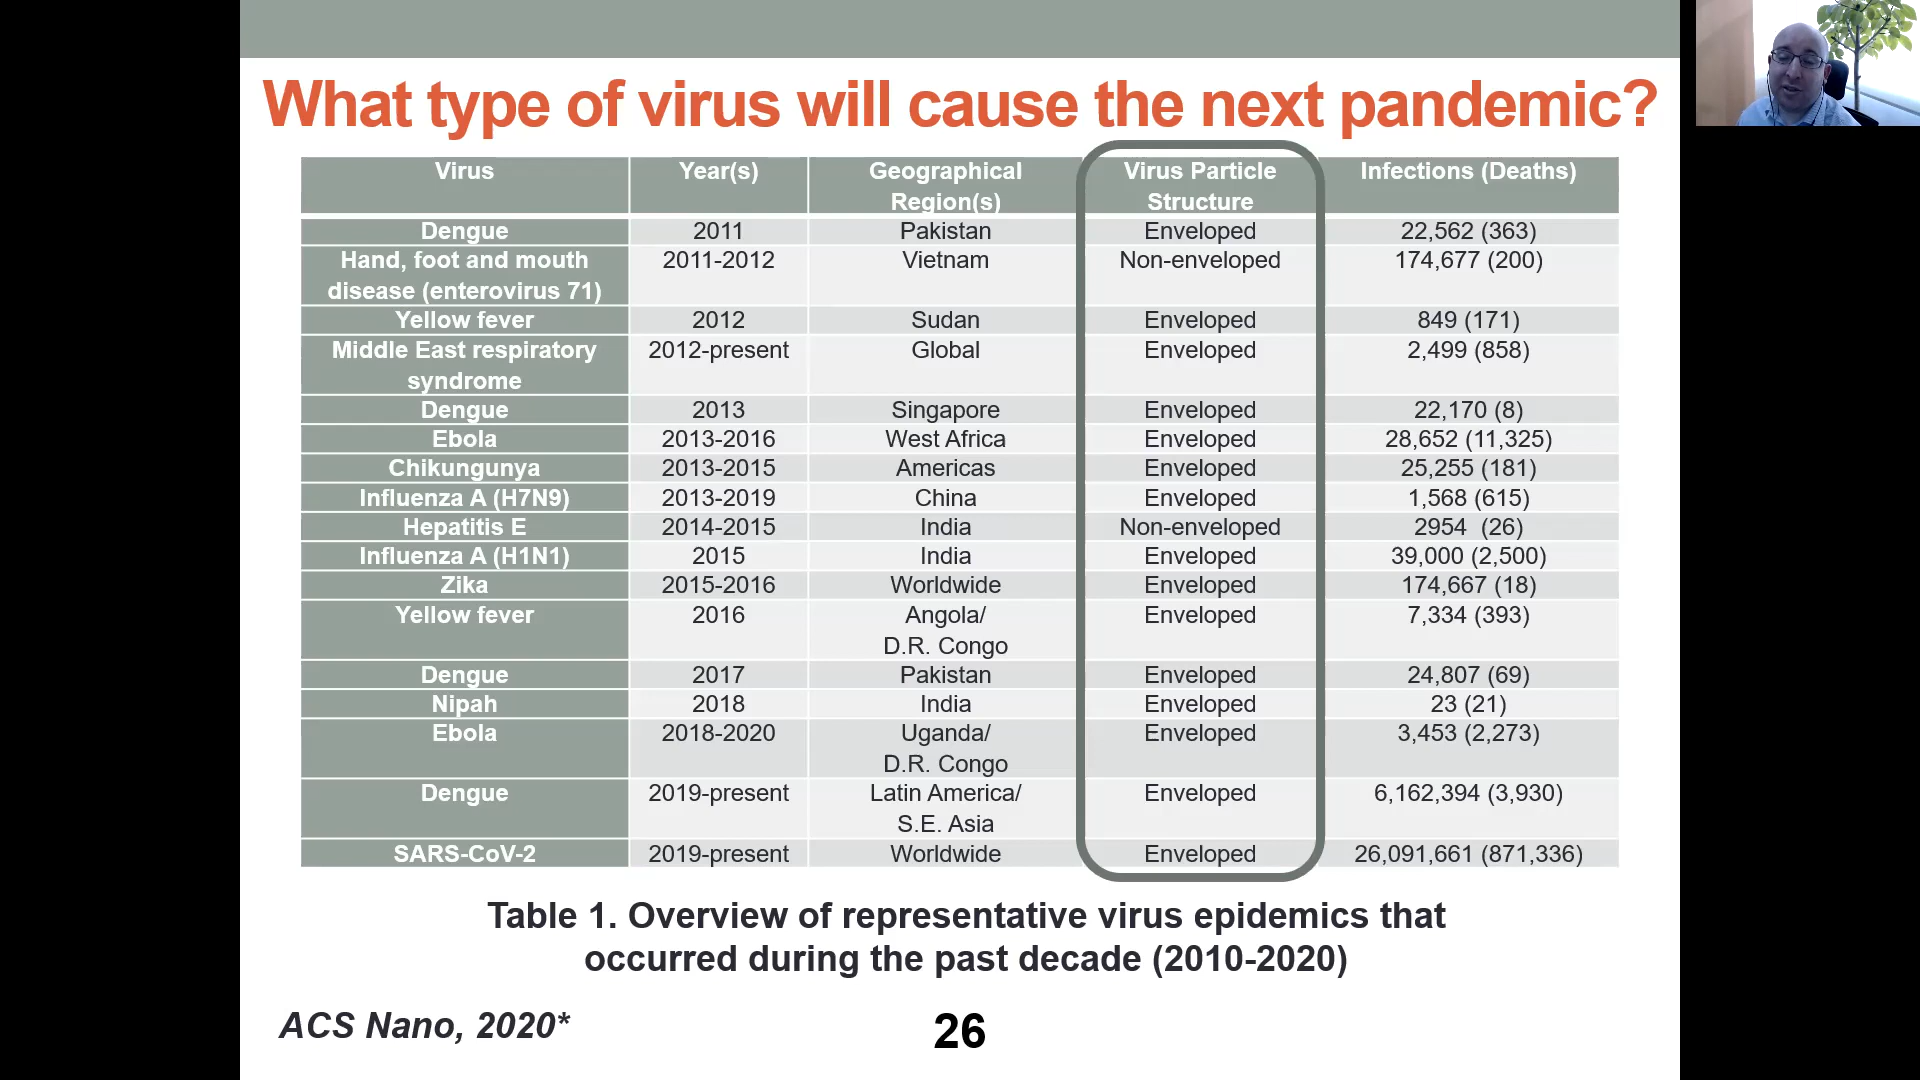 What type of virus will cause the next pandemic?
Virus Year(s) Geographical Region(s) Virus Particle Structure Infections (Deaths)
Dengue 2011 Pakistan Enveloped 22,562 (363)
Hand, foot and mouth disease (enterovirus 71) 2011-2012 Vietnam Non-enveloped 174,677 (200)
Yellow fever 2012 Sudan Enveloped 849 (171)
Middle East respiratory syndrome 2012-present Global Enveloped 2,499 (858)
Dengue 2013 Singapore Enveloped 22,170 (8)
Ebola 2013-2016 West Africa Enveloped 28,652 (11,325)
Chikungunya 2013-2015 Americas Enveloped 25,255 (181)
Influenza A (H7N9) 2013-2019 China Enveloped 1,568 (615)
Hepatitis E 2014-2015 India Non-enveloped 2954 (26)
Influenza A (H1N1) 2015 India Enveloped 39,000 (2,500)
Zika 2015-2016 Worldwide Enveloped 174,667 (18)
Yellow fever 2016 Angola/ D.R. Congo Enveloped 7,334 (393)
Dengue 2017 Pakistan Enveloped 24,807 (69)
Nipah 2018 India Enveloped 23 (21)
Ebola 2018-2020 Uganda/ D.R. Congo Enveloped 3,453 (2,273)
Dengue 2019-present Latin America/ S.E. Asia Enveloped 6,162,394 (3,930)
SARS-CoV-2 2019-present Worldwide Enveloped 26,091,661 (871,336)
Table 1. Overview of representative virus epidemics that
occurred during the past decade (2010-2020)
ACS Nano, 2020*
26